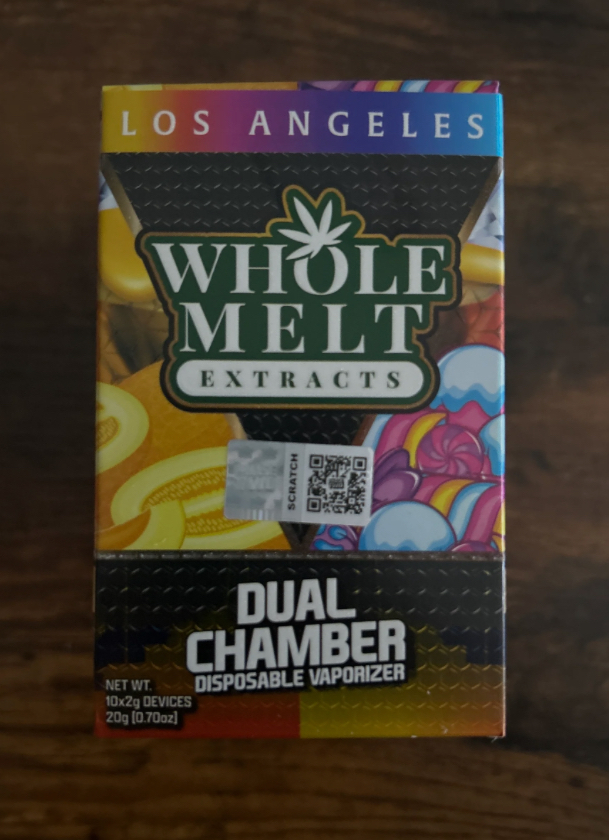 LOS ANGELES
WHOLE
MELT
EXTRACTS
SCRATCH
DUAL
CHAMBER
DISPOSABLE VAPORIZER
NET WT.
10x2g DEVICES
20g [0.70oz]